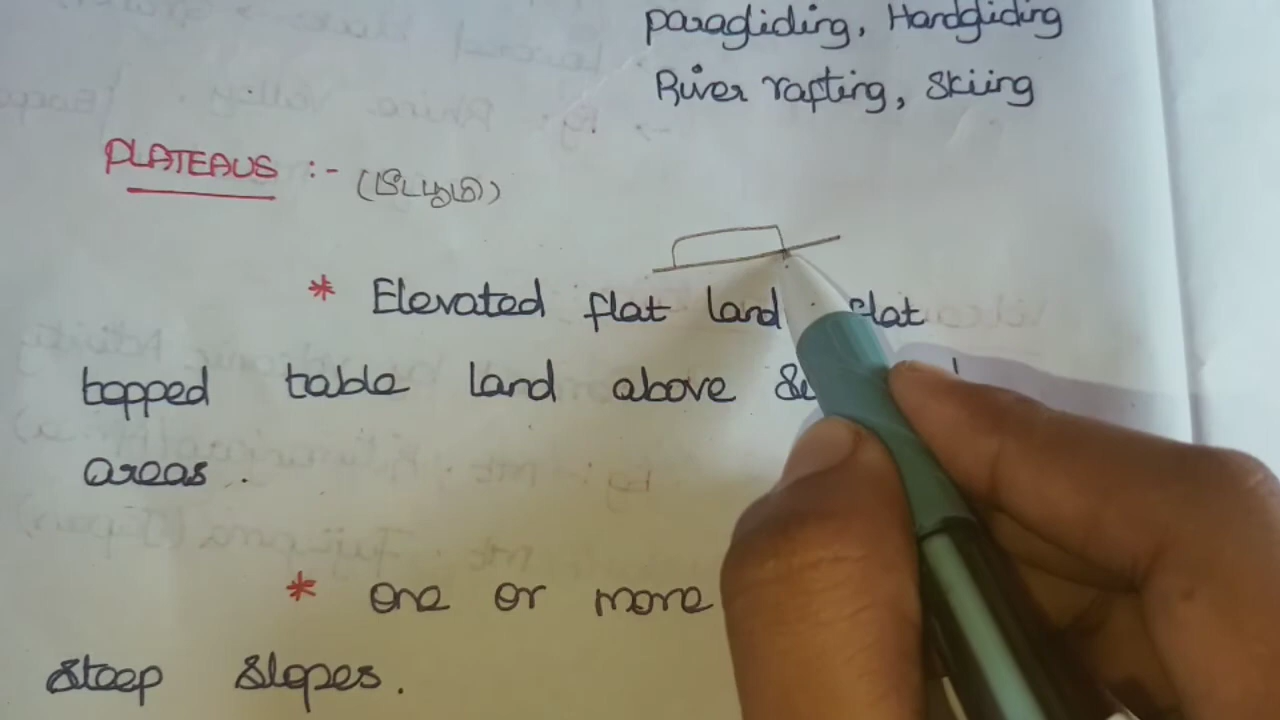 Paragliding, Handgliding
River rafting, Skiing
PLATEAUS :- (பீடபூமி)
* Elevated flat land, flat
topped table land above
areas.
* One or more
steep slopes.